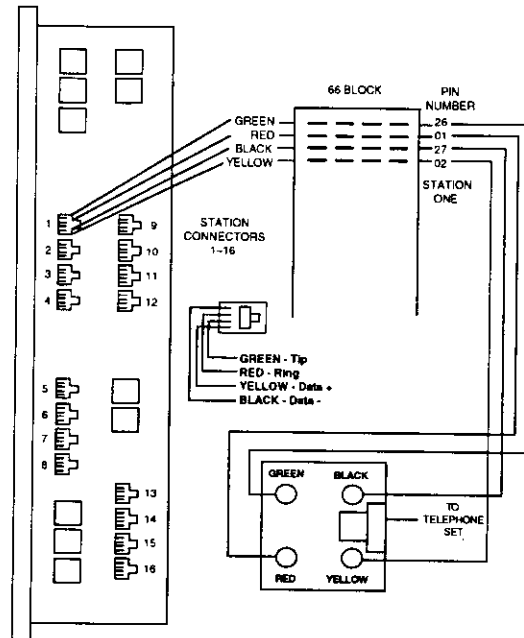 66 BLOCK
PIN
NUMBER
GREEN
26
RED
01
BLACK
27
YELLOW
02
STATION
ONE
STATION
CONNECTORS
1-16
1
2
3
4
9
10
11
12
GREEN - Tip
RED - Ring
YELLOW - Data +
BLACK - Data -
5
6
7
8
13
14
15
16
GREEN
BLACK
RED
YELLOW
TO
TELEPHONE
SET